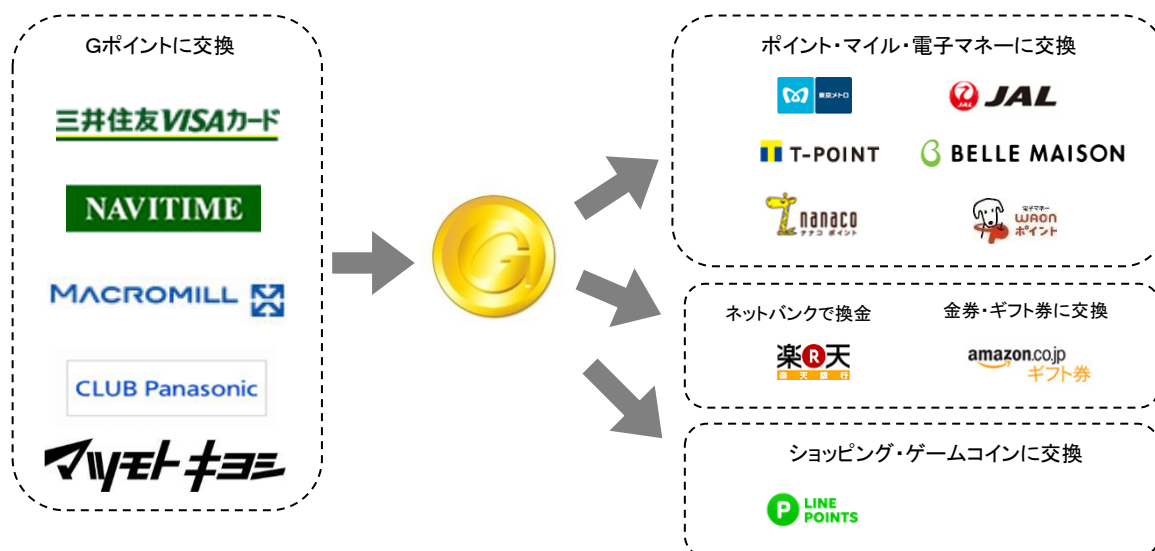 Gポイントに交換
三井住友VISAカード
NAVITIME
MACROMILL
CLUB Panasonic
マツモトキヨシ
G
ポイント・マイル・電子マネーに交換
東京メトロ
JAL
JAL
T-POINT
BELLE MAISON
nanaco
ナナコ ポイント
電子マネー
WAON
ポイント
ネットバンクで換金
楽R天
楽天銀行
金券・ギフト券に交換
amazon.co.jp
ギフト券
ショッピング・ゲームコインに交換
P
LINE
POINTS